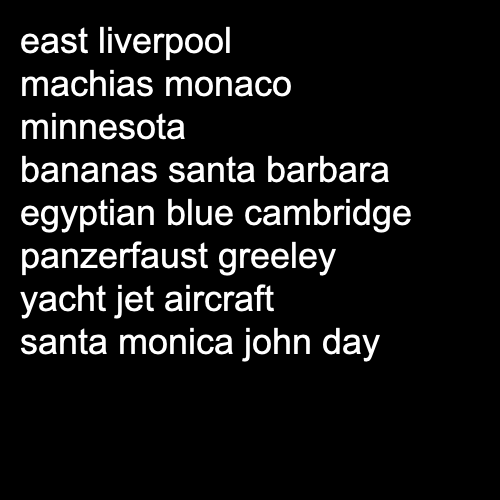 east liverpool
machias monaco
minnesota
bananas santa barbara
egyptian blue cambridge
panzerfaust greeley
yacht jet aircraft
santa monica john day